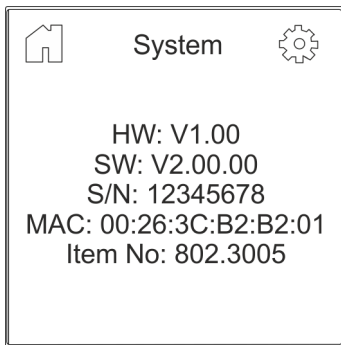 System
HW: V1.00
SW: V2.00.00
S/N: 12345678
MAC: 00:26:3C:B2:B2:01
Item No: 802.3005